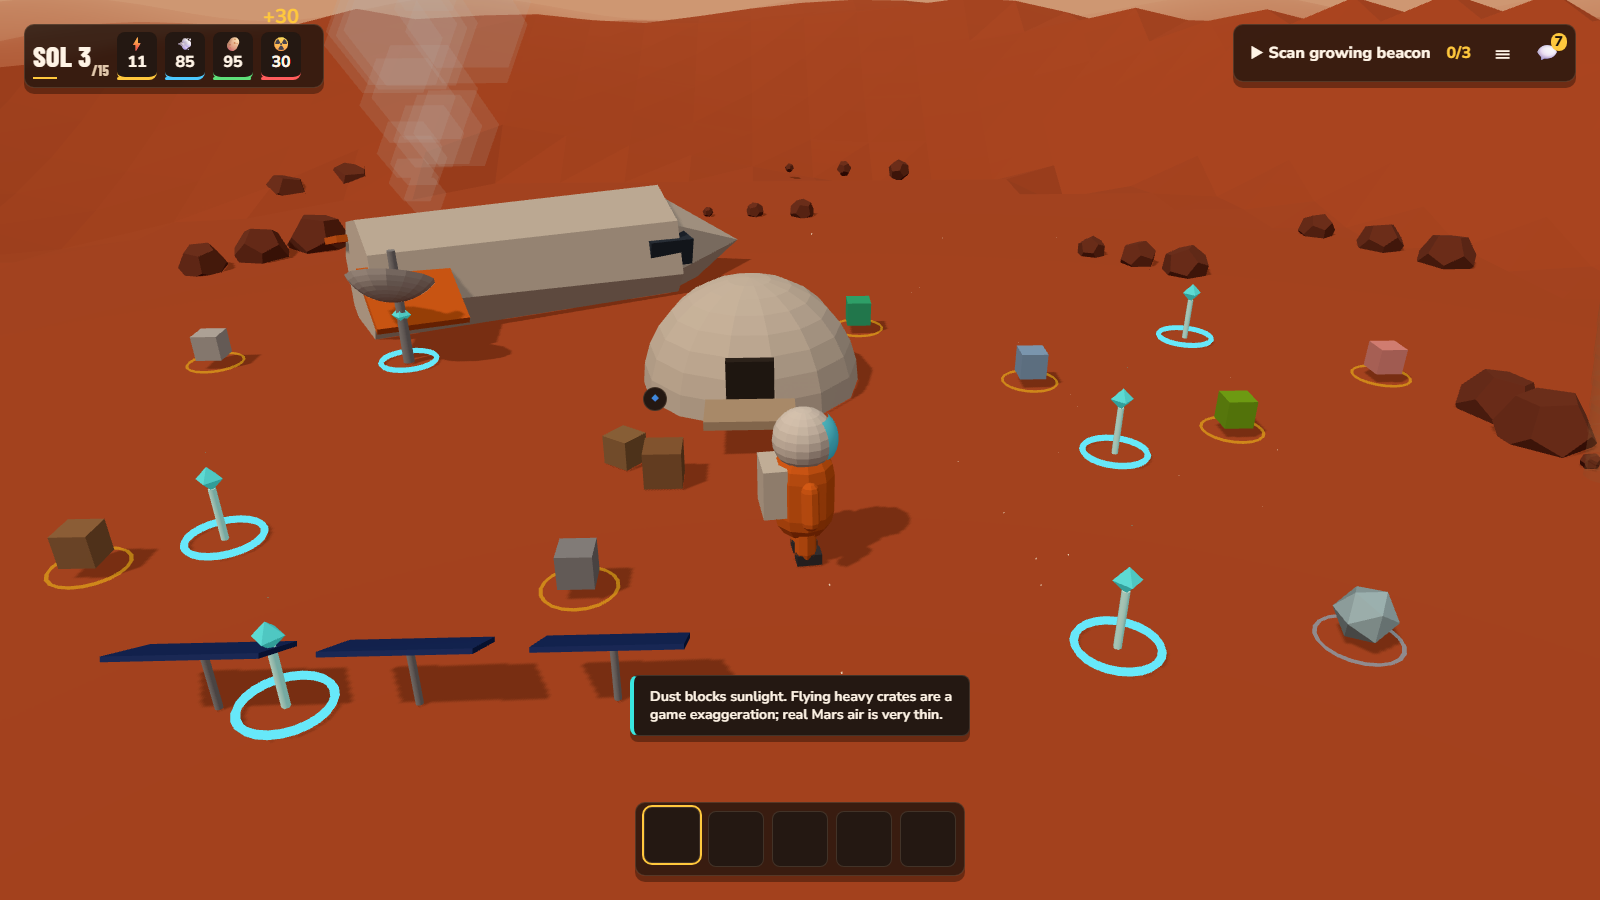 +30
SOL 3 /15
11 85 95 30
▶ Scan growing beacon 0/3
7
Dust blocks sunlight. Flying heavy crates are a
game exaggeration; real Mars air is very thin.